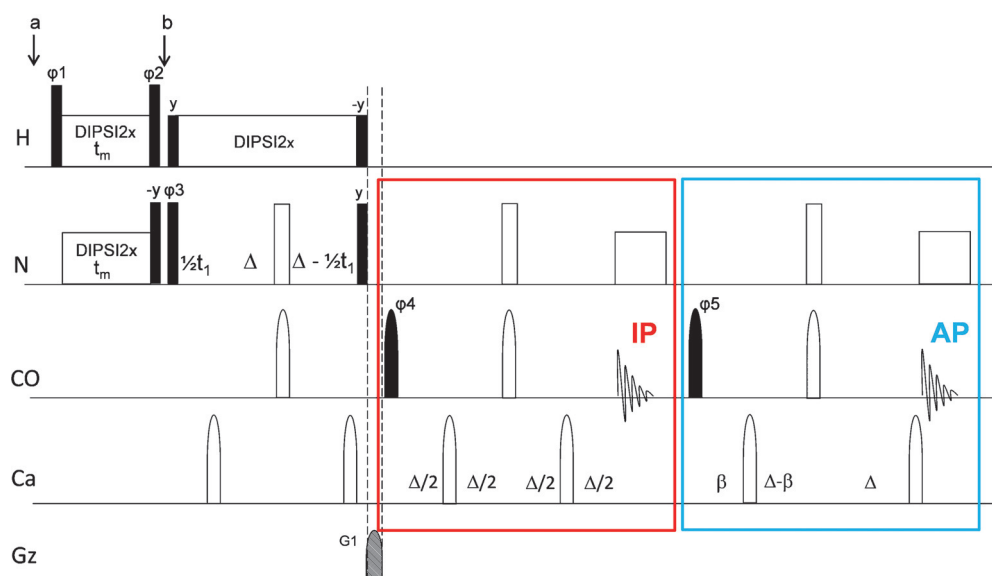 a
b
φ1
φ2
y
-y
H
DIPSI2x
tm
DIPSI2x
-y
φ3
y
N
DIPSI2x
tm
½t1
Δ
Δ - ½t1
φ4
φ5
IP
AP
CO
Ca
Δ/2
Δ/2
Δ/2
Δ/2
β
Δ-β
Δ
G1
Gz